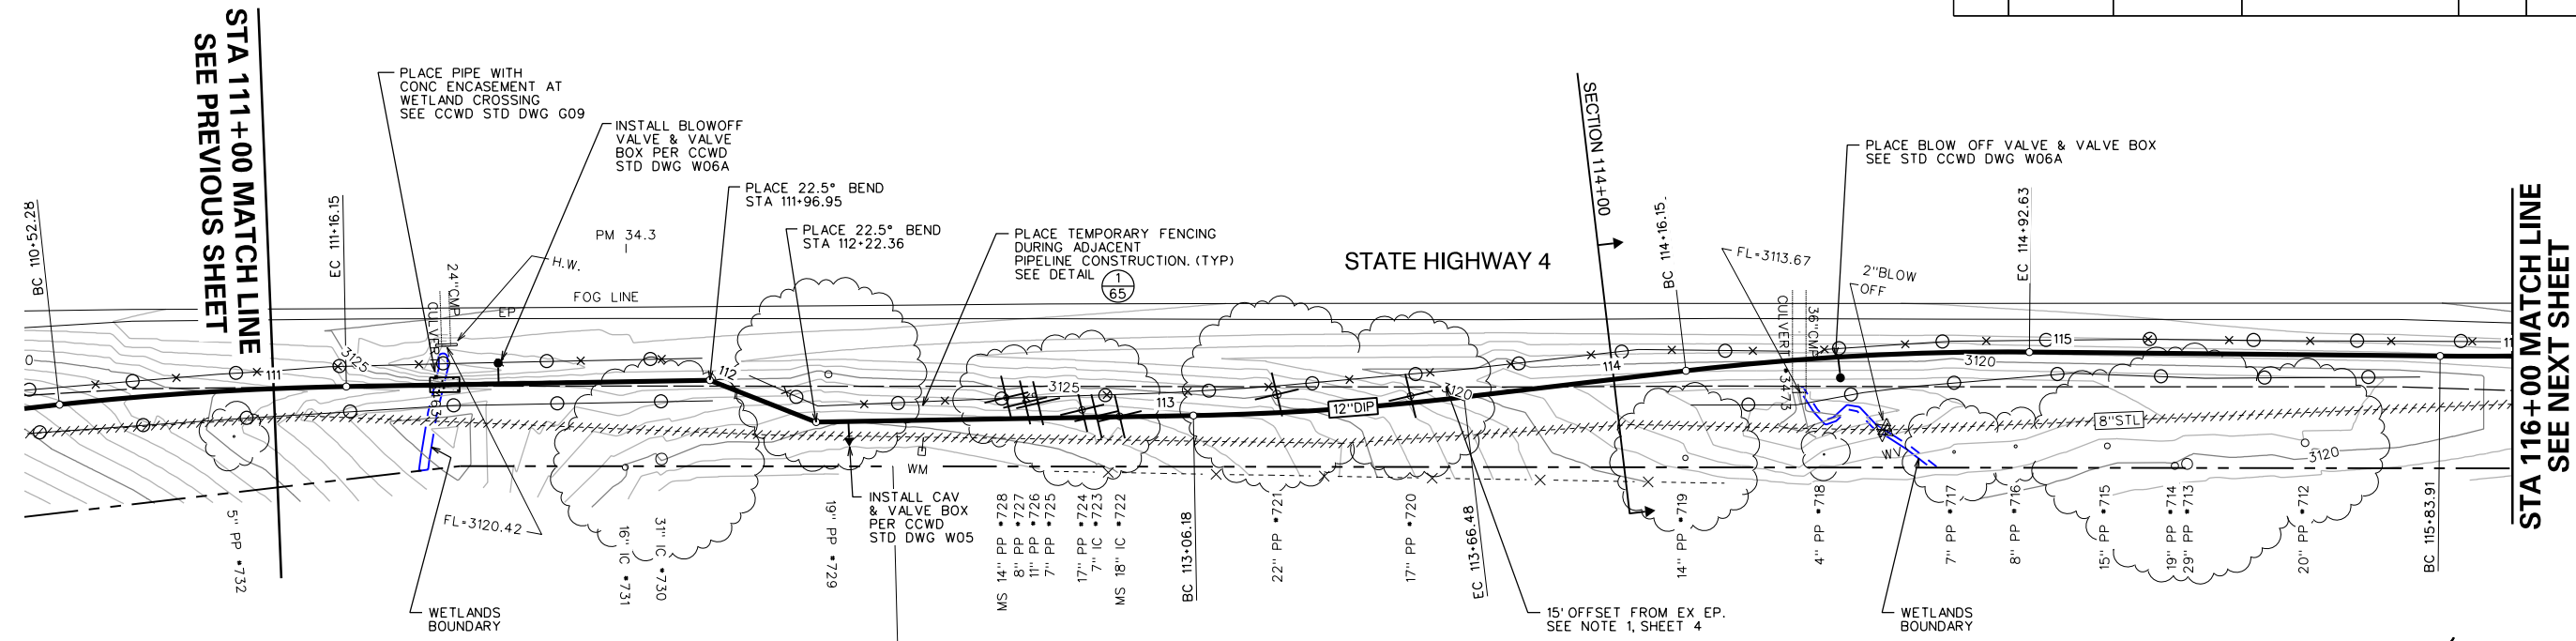 STA 111+00 MATCH LINE
SEE PREVIOUS SHEET
PLACE PIPE WITH
CONC ENCASEMENT AT
WETLAND CROSSING
SEE CCWD STD DWG G09
INSTALL BLOWOFF
VALVE & VALVE
BOX PER CCWD
STD DWG W06A
PLACE 22.5° BEND
STA 111+96.95
PLACE 22.5° BEND
STA 112+22.36
PLACE TEMPORARY FENCING
DURING ADJACENT
PIPELINE CONSTRUCTION. (TYP)
SEE DETAIL
1
65
STATE HIGHWAY 4
SECTION 114+00
PLACE BLOW OFF VALVE & VALVE BOX
SEE STD CCWD DWG W06A
STA 116+00 MATCH LINE
SEE NEXT SHEET
BC 110+52.28
EC 111+16.15
24"CMP
CULVERT
H.W.
PM 34.3
FOG LINE
EP
BC 114+16.15
FL=3113.67
36"CMP
CULVERT
2"BLOW
OFF
EC 114+92.63
3125
111
112
3125
113
12"DIP
3120
114
115
3120
8"STL
3120
WM
WV
FL=3120.42
5" PP *732
16" IC *731
31" IC *730
19" PP *729
INSTALL CAV
& VALVE BOX
PER CCWD
STD DWG W05
MS 14" PP *728
8" PP *727
11" PP *726
7" PP *725
17" PP *724
7" IC *723
MS 18" IC *722
BC 113+06.18
22" PP *721
17" PP *720
EC 113+66.48
14" PP *719
4" PP *718
7" PP *717
8" PP *716
15" PP *715
19" PP *714
29" PP *713
20" PP *712
BC 115+83.91
WETLANDS
BOUNDARY
15' OFFSET FROM EX EP.
SEE NOTE 1, SHEET 4
WETLANDS
BOUNDARY